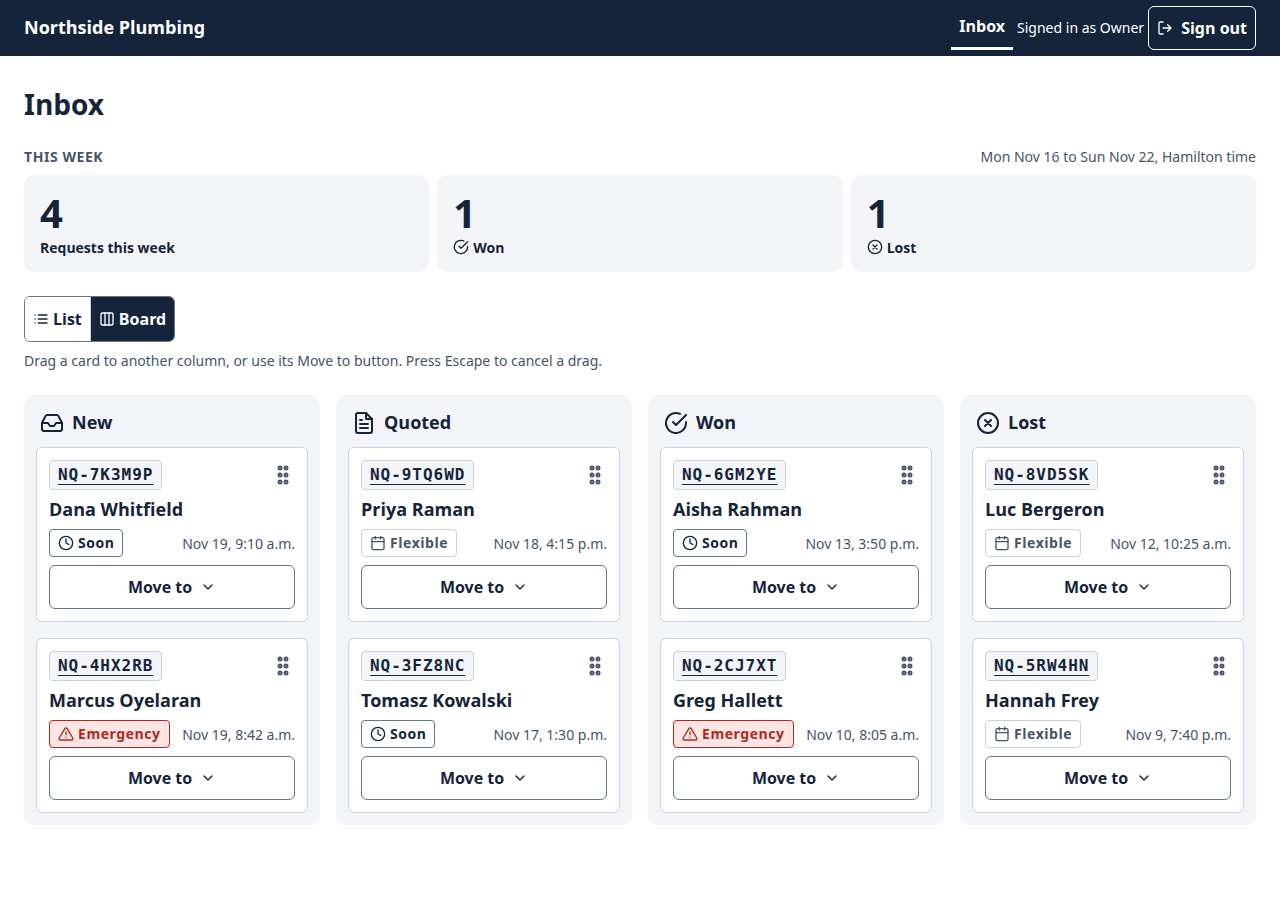 Northside Plumbing
Inbox Signed in as Owner Sign out
Inbox
THIS WEEK
Mon Nov 16 to Sun Nov 22, Hamilton time
4
Requests this week
1
Won
1
Lost
List Board
Drag a card to another column, or use its Move to button. Press Escape to cancel a drag.
New
NQ-7K3M9P
Dana Whitfield
Soon Nov 19, 9:10 a.m.
Move to
NQ-4HX2RB
Marcus Oyelaran
Emergency Nov 19, 8:42 a.m.
Move to
Quoted
NQ-9TQ6WD
Priya Raman
Flexible Nov 18, 4:15 p.m.
Move to
NQ-3FZ8NC
Tomasz Kowalski
Soon Nov 17, 1:30 p.m.
Move to
Won
NQ-6GM2YE
Aisha Rahman
Soon Nov 13, 3:50 p.m.
Move to
NQ-2CJ7XT
Greg Hallett
Emergency Nov 10, 8:05 a.m.
Move to
Lost
NQ-8VD5SK
Luc Bergeron
Flexible Nov 12, 10:25 a.m.
Move to
NQ-5RW4HN
Hannah Frey
Flexible Nov 9, 7:40 p.m.
Move to